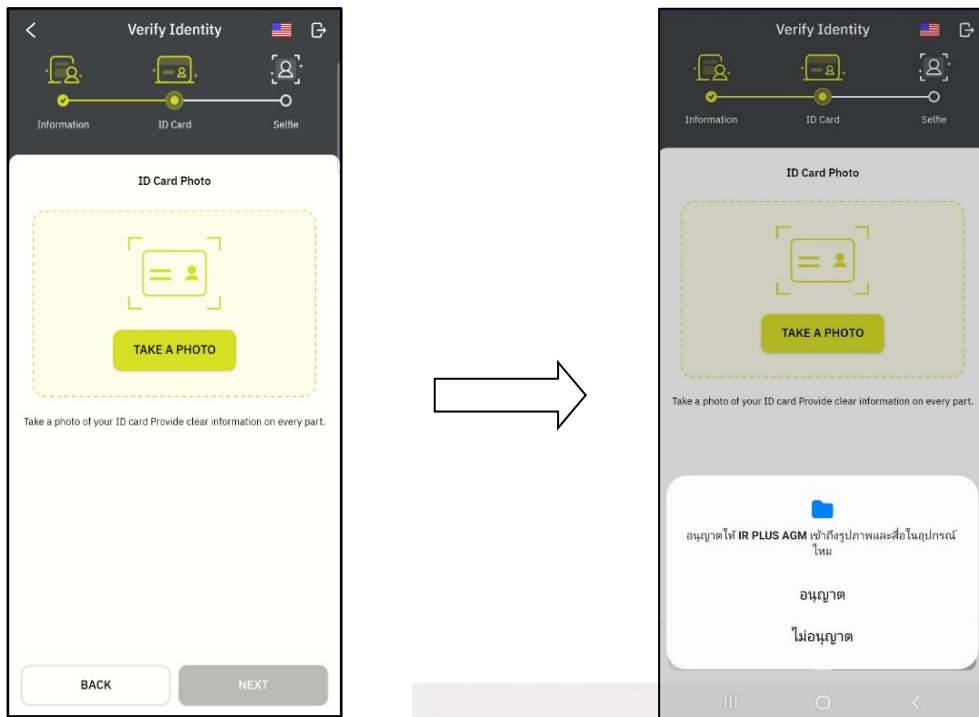 Verify Identity
Information
ID Card
Selfie
ID Card Photo
TAKE A PHOTO
Take a photo of your ID card Provide clear information on every part.
BACK
NEXT
Verify Identity
Information
ID Card
Selfie
ID Card Photo
TAKE A PHOTO
Take a photo of your ID card Provide clear information on every part.
อนุญาตให้ IR PLUS AGM เข้าถึงรูปภาพและสื่อในอุปกรณ์
ไหม
อนุญาต
ไม่อนุญาต